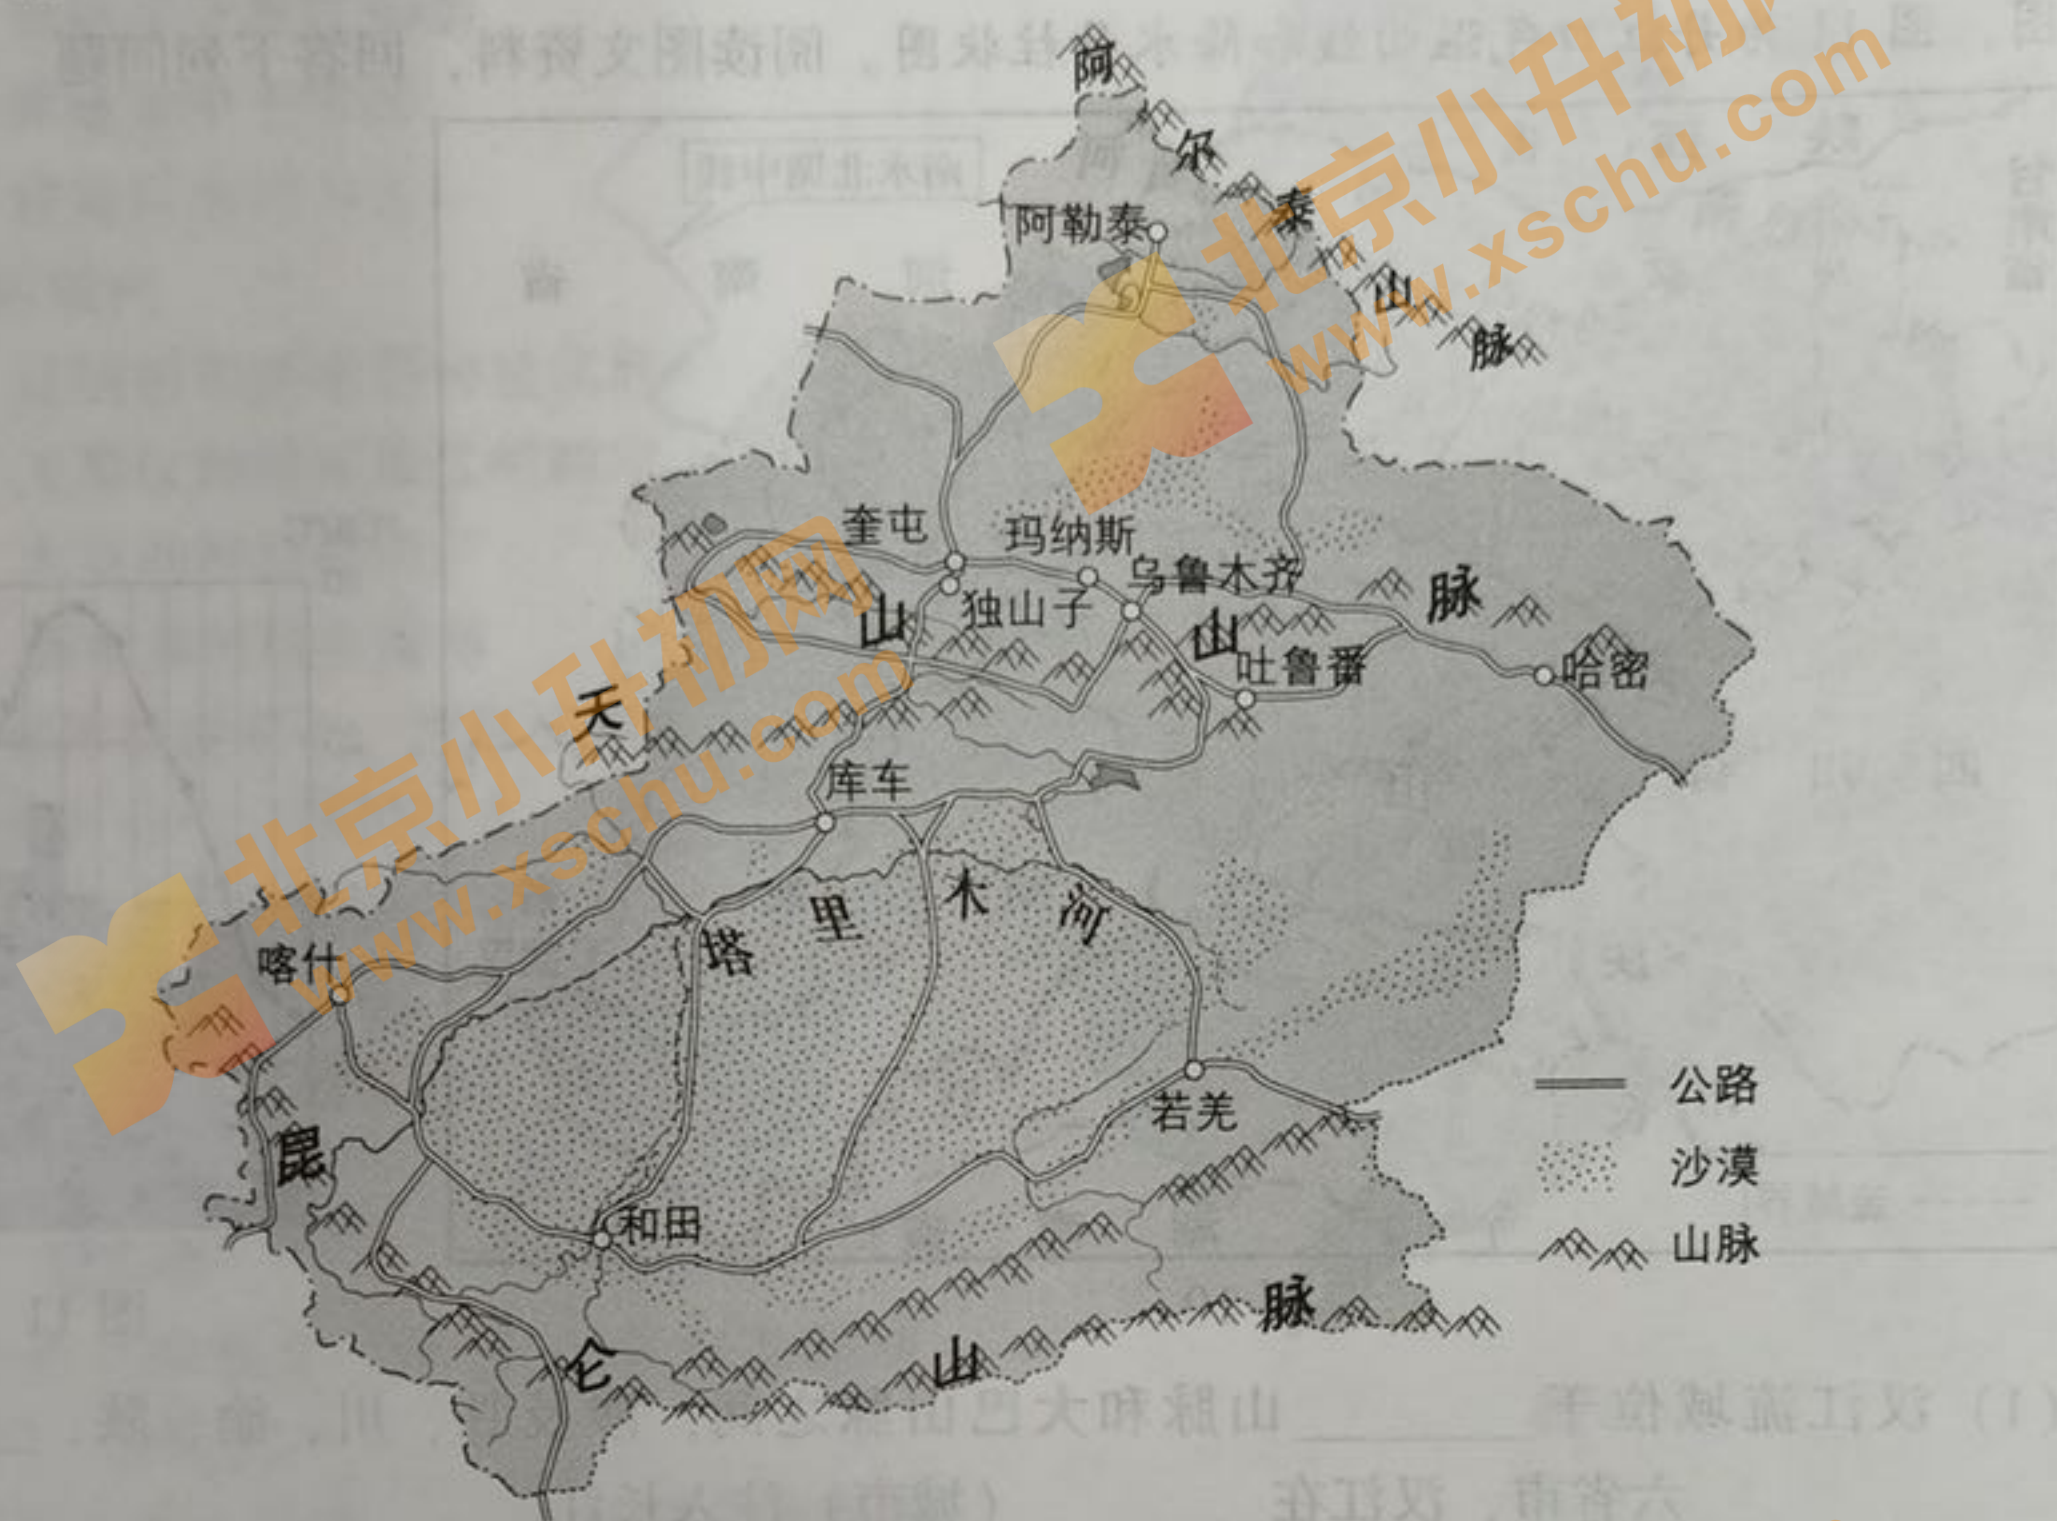 阿尔泰山脉
阿勒泰
奎屯
玛纳斯
乌鲁木齐
独山子
天山山脉
吐鲁番
哈密
库车
塔里木河
喀什
若羌
和田
昆仑山脉
公路
沙漠
山脉
北京小升初网
www.xschu.com
北京小升初网
www.xschu.com